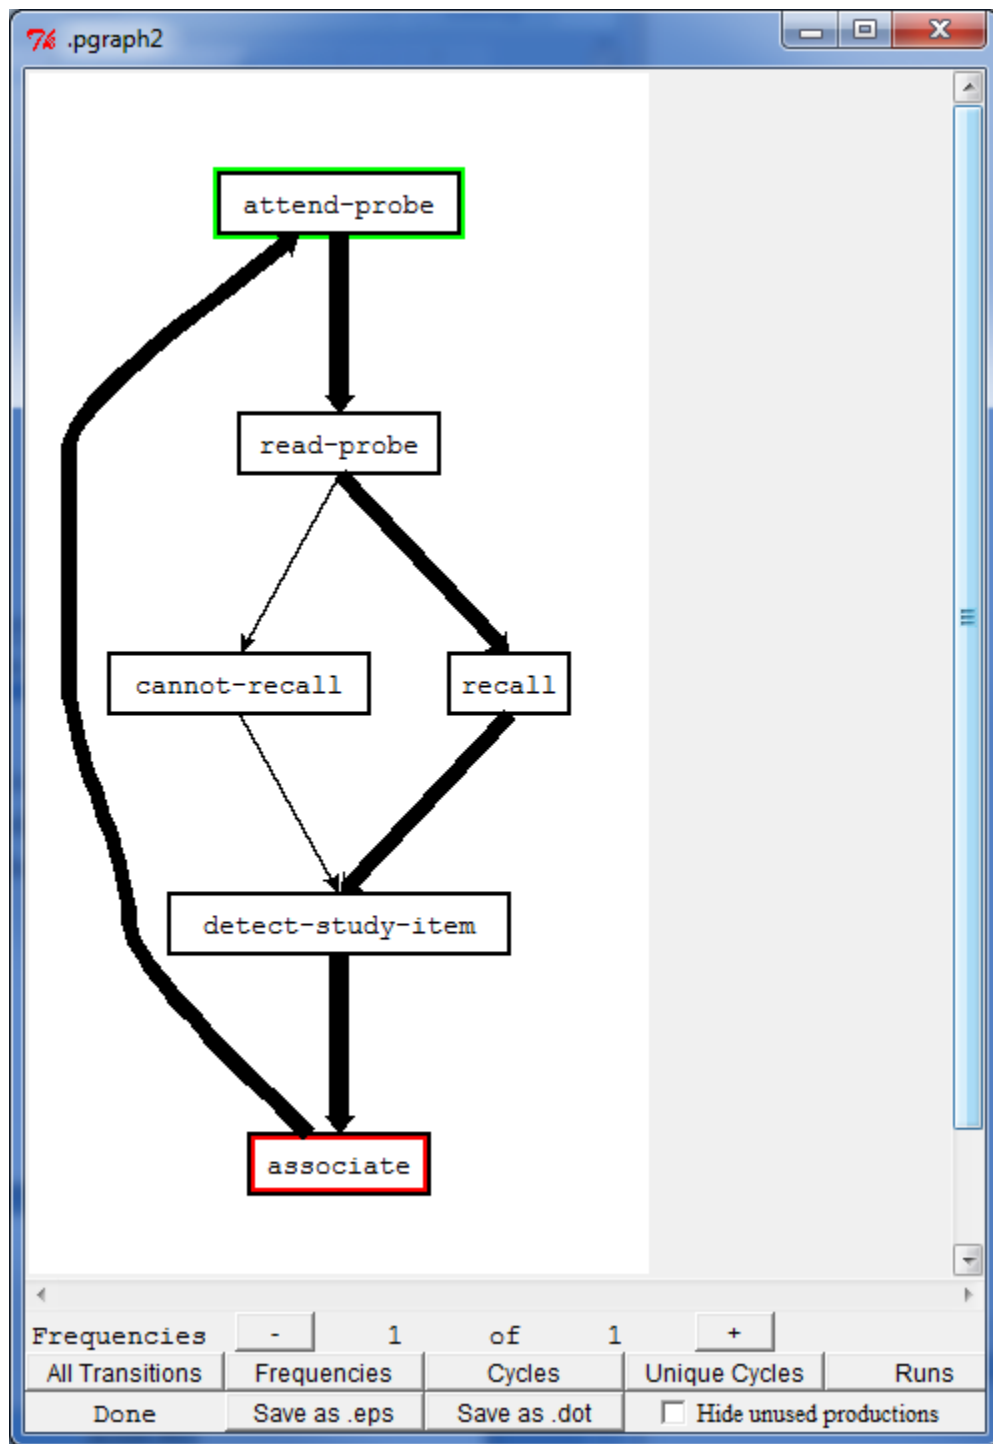 .pgraph2
attend-probe
read-probe
cannot-recall recall
detect-study-item
associate
Frequencies - 1 of 1 +
All Transitions Frequencies Cycles Unique Cycles Runs
Done Save as .eps Save as .dot Hide unused productions